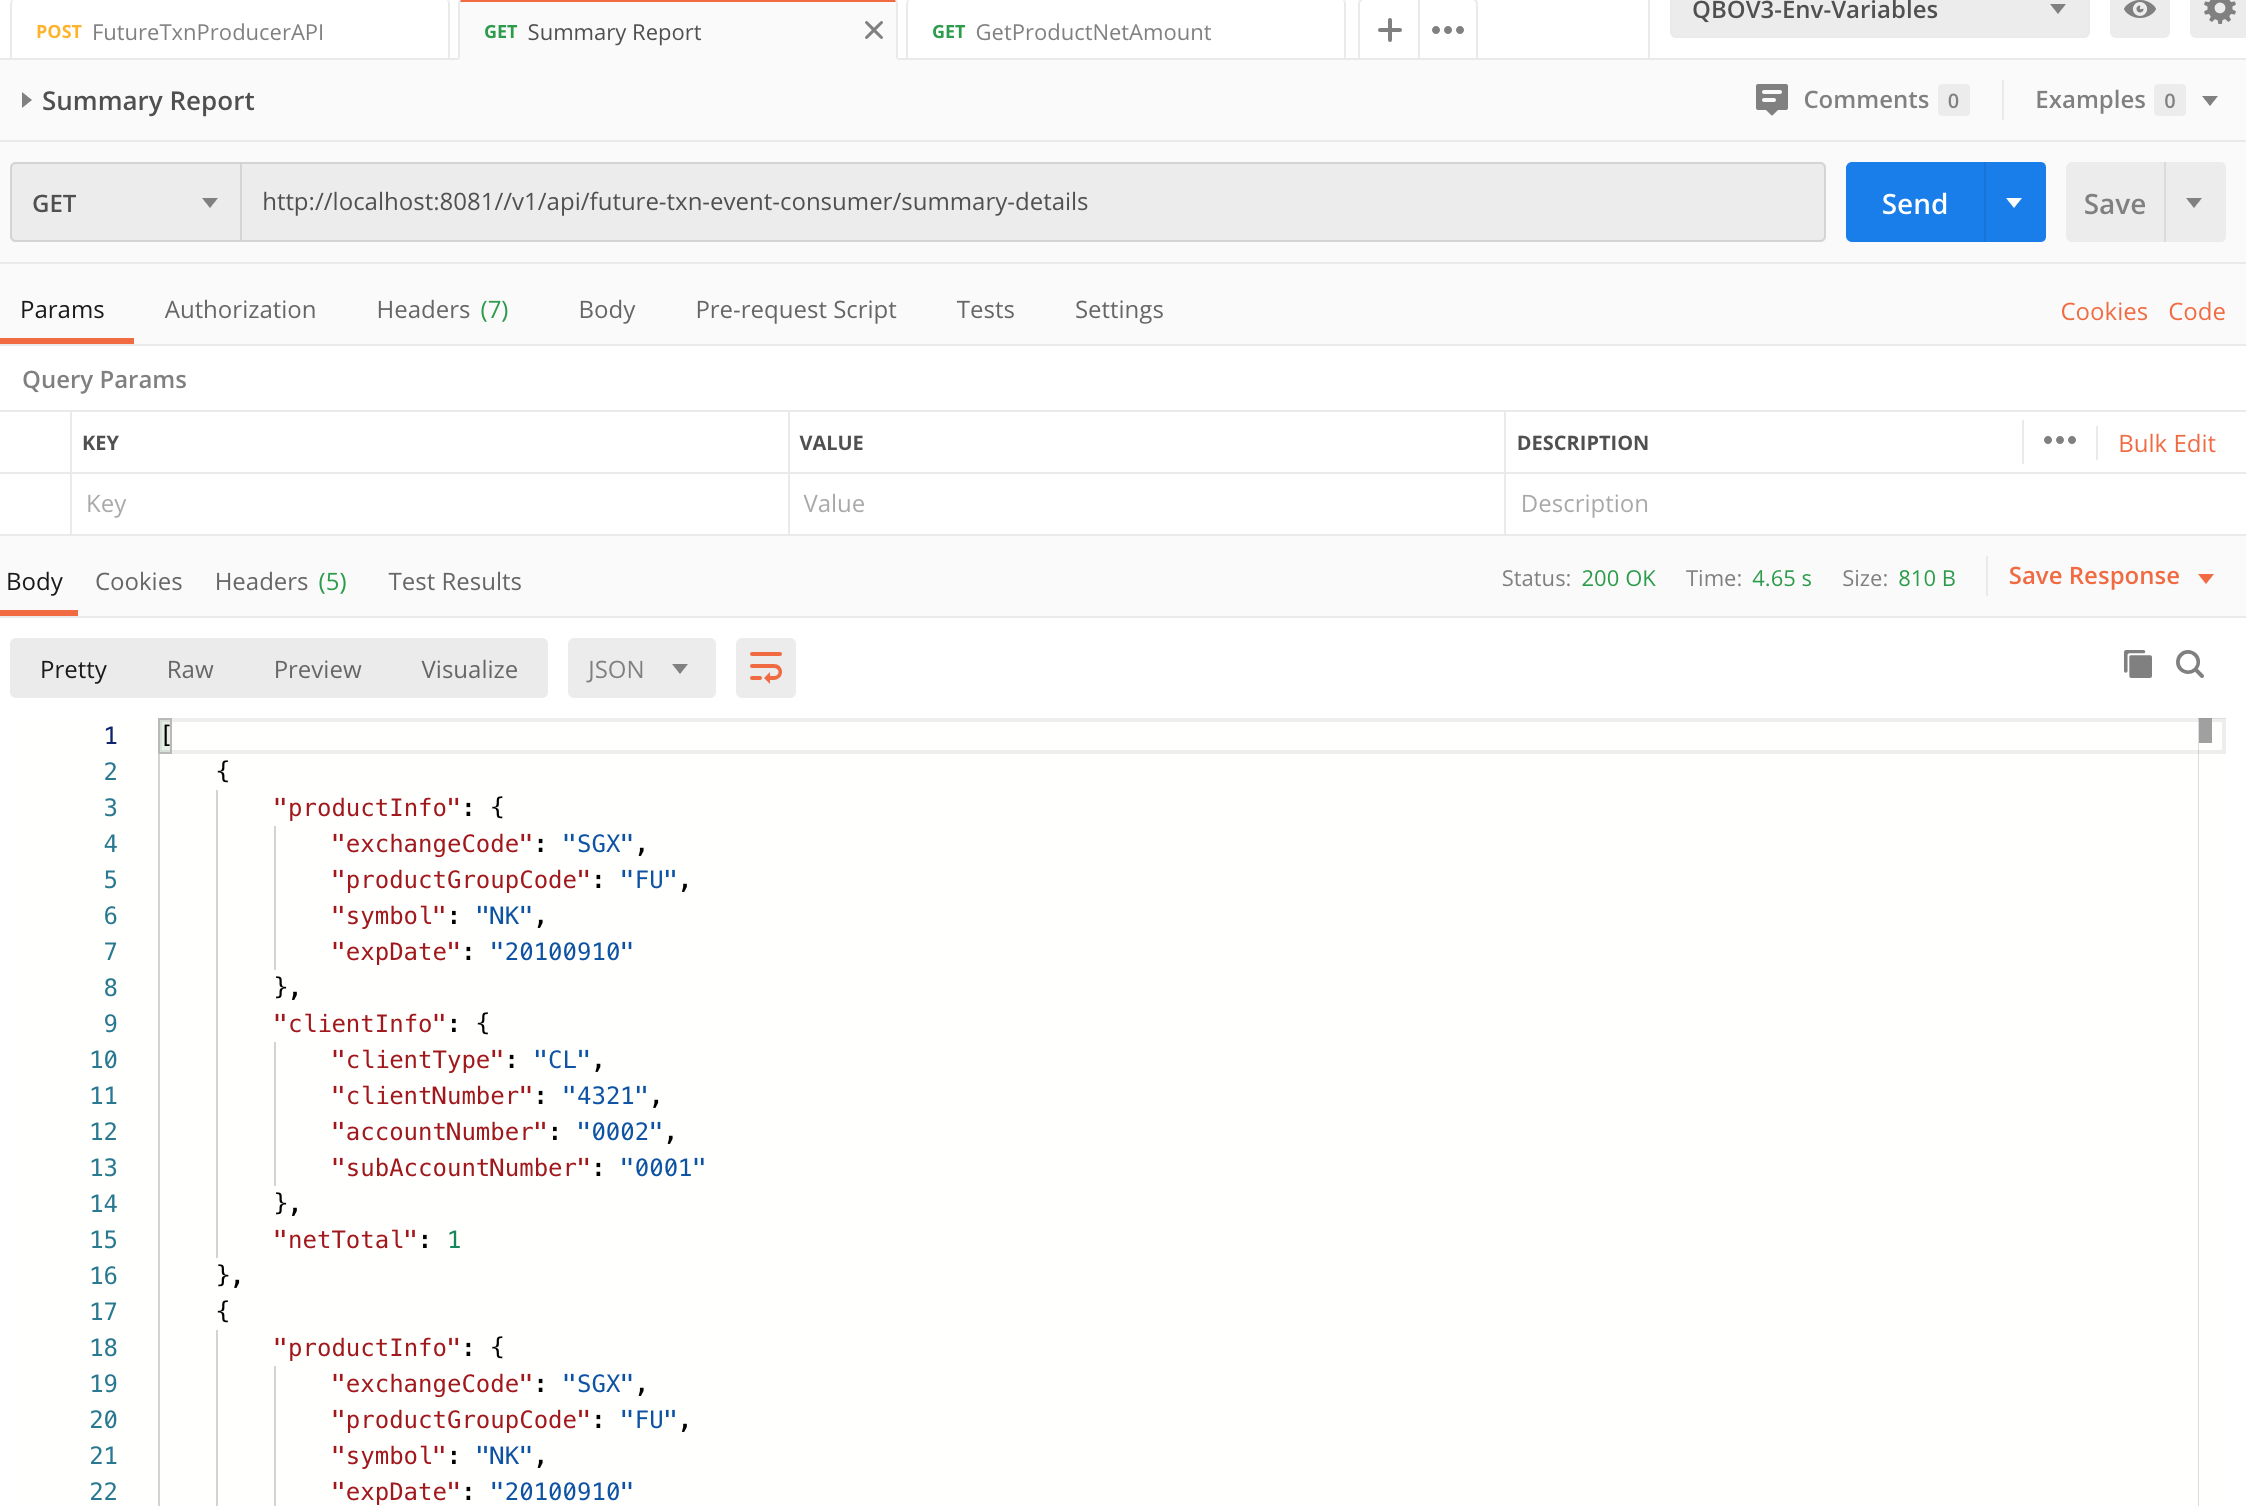 POST FutureTxnProducerAPI GET Summary Report GET GetProductNetAmount QBOV3-Env-Variables
Summary Report Comments 0 Examples 0
GET http://localhost:8081//v1/api/future-txn-event-consumer/summary-details Send Save
Params Authorization Headers (7) Body Pre-request Script Tests Settings Cookies Code
Query Params
KEY VALUE DESCRIPTION Bulk Edit
Key Value Description
Body Cookies Headers (5) Test Results Status: 200 OK Time: 4.65 s Size: 810 B Save Response
Pretty Raw Preview Visualize JSON
1 [
2 {
3 "productInfo": {
4 "exchangeCode": "SGX",
5 "productGroupCode": "FU",
6 "symbol": "NK",
7 "expDate": "20100910"
8 },
9 "clientInfo": {
10 "clientType": "CL",
11 "clientNumber": "4321",
12 "accountNumber": "0002",
13 "subAccountNumber": "0001"
14 },
15 "netTotal": 1
16 },
17 {
18 "productInfo": {
19 "exchangeCode": "SGX",
20 "productGroupCode": "FU",
21 "symbol": "NK",
22 "expDate": "20100910"